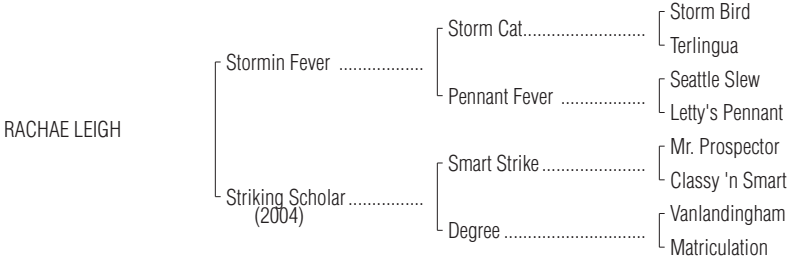 Storm Bird
Storm Cat..........................
Terlingua
Stormin Fever ..................
Seattle Slew
Pennant Fever ..................
Letty's Pennant
RACHAE LEIGH
Mr. Prospector
Smart Strike......................
Classy 'n Smart
Striking Scholar................
(2004)
Vanlandingham
Degree ..............................
Matriculation